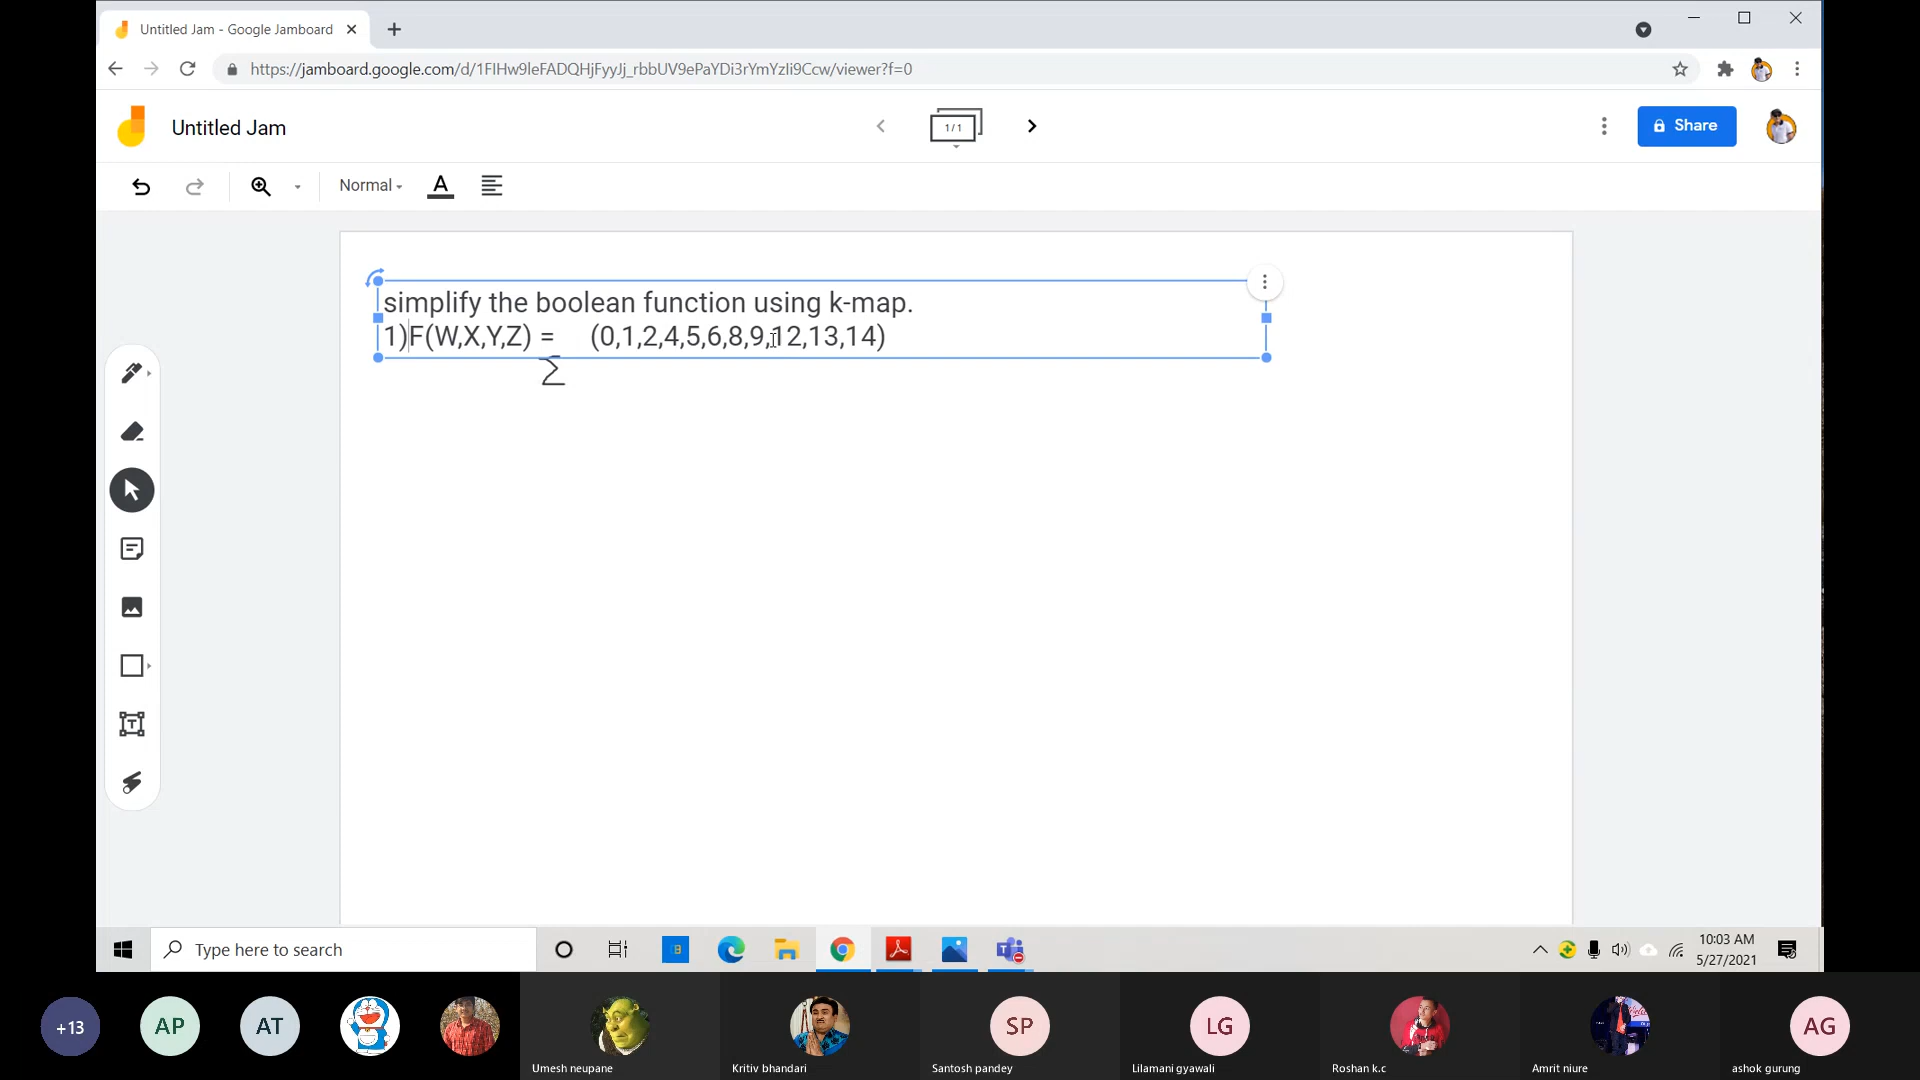 Untitled Jam - Google Jamboard
https://jamboard.google.com/d/1FIHw9leFADQHjFyyJj_rbbUV9ePaYDi3rYmYzIi9Ccw/viewer?f=0
Untitled Jam
1/1
Share
Normal
simplify the boolean function using k-map.
1)F(W,X,Y,Z) = (0,1,2,4,5,6,8,9,12,13,14)
Σ
Type here to search
10:03 AM
5/27/2021
+13
AP
AT
SP
LG
AG
Umesh neupane
Kritiv bhandari
Santosh pandey
Lilamani gyawali
Roshan k.c
Amrit niure
ashok gurung